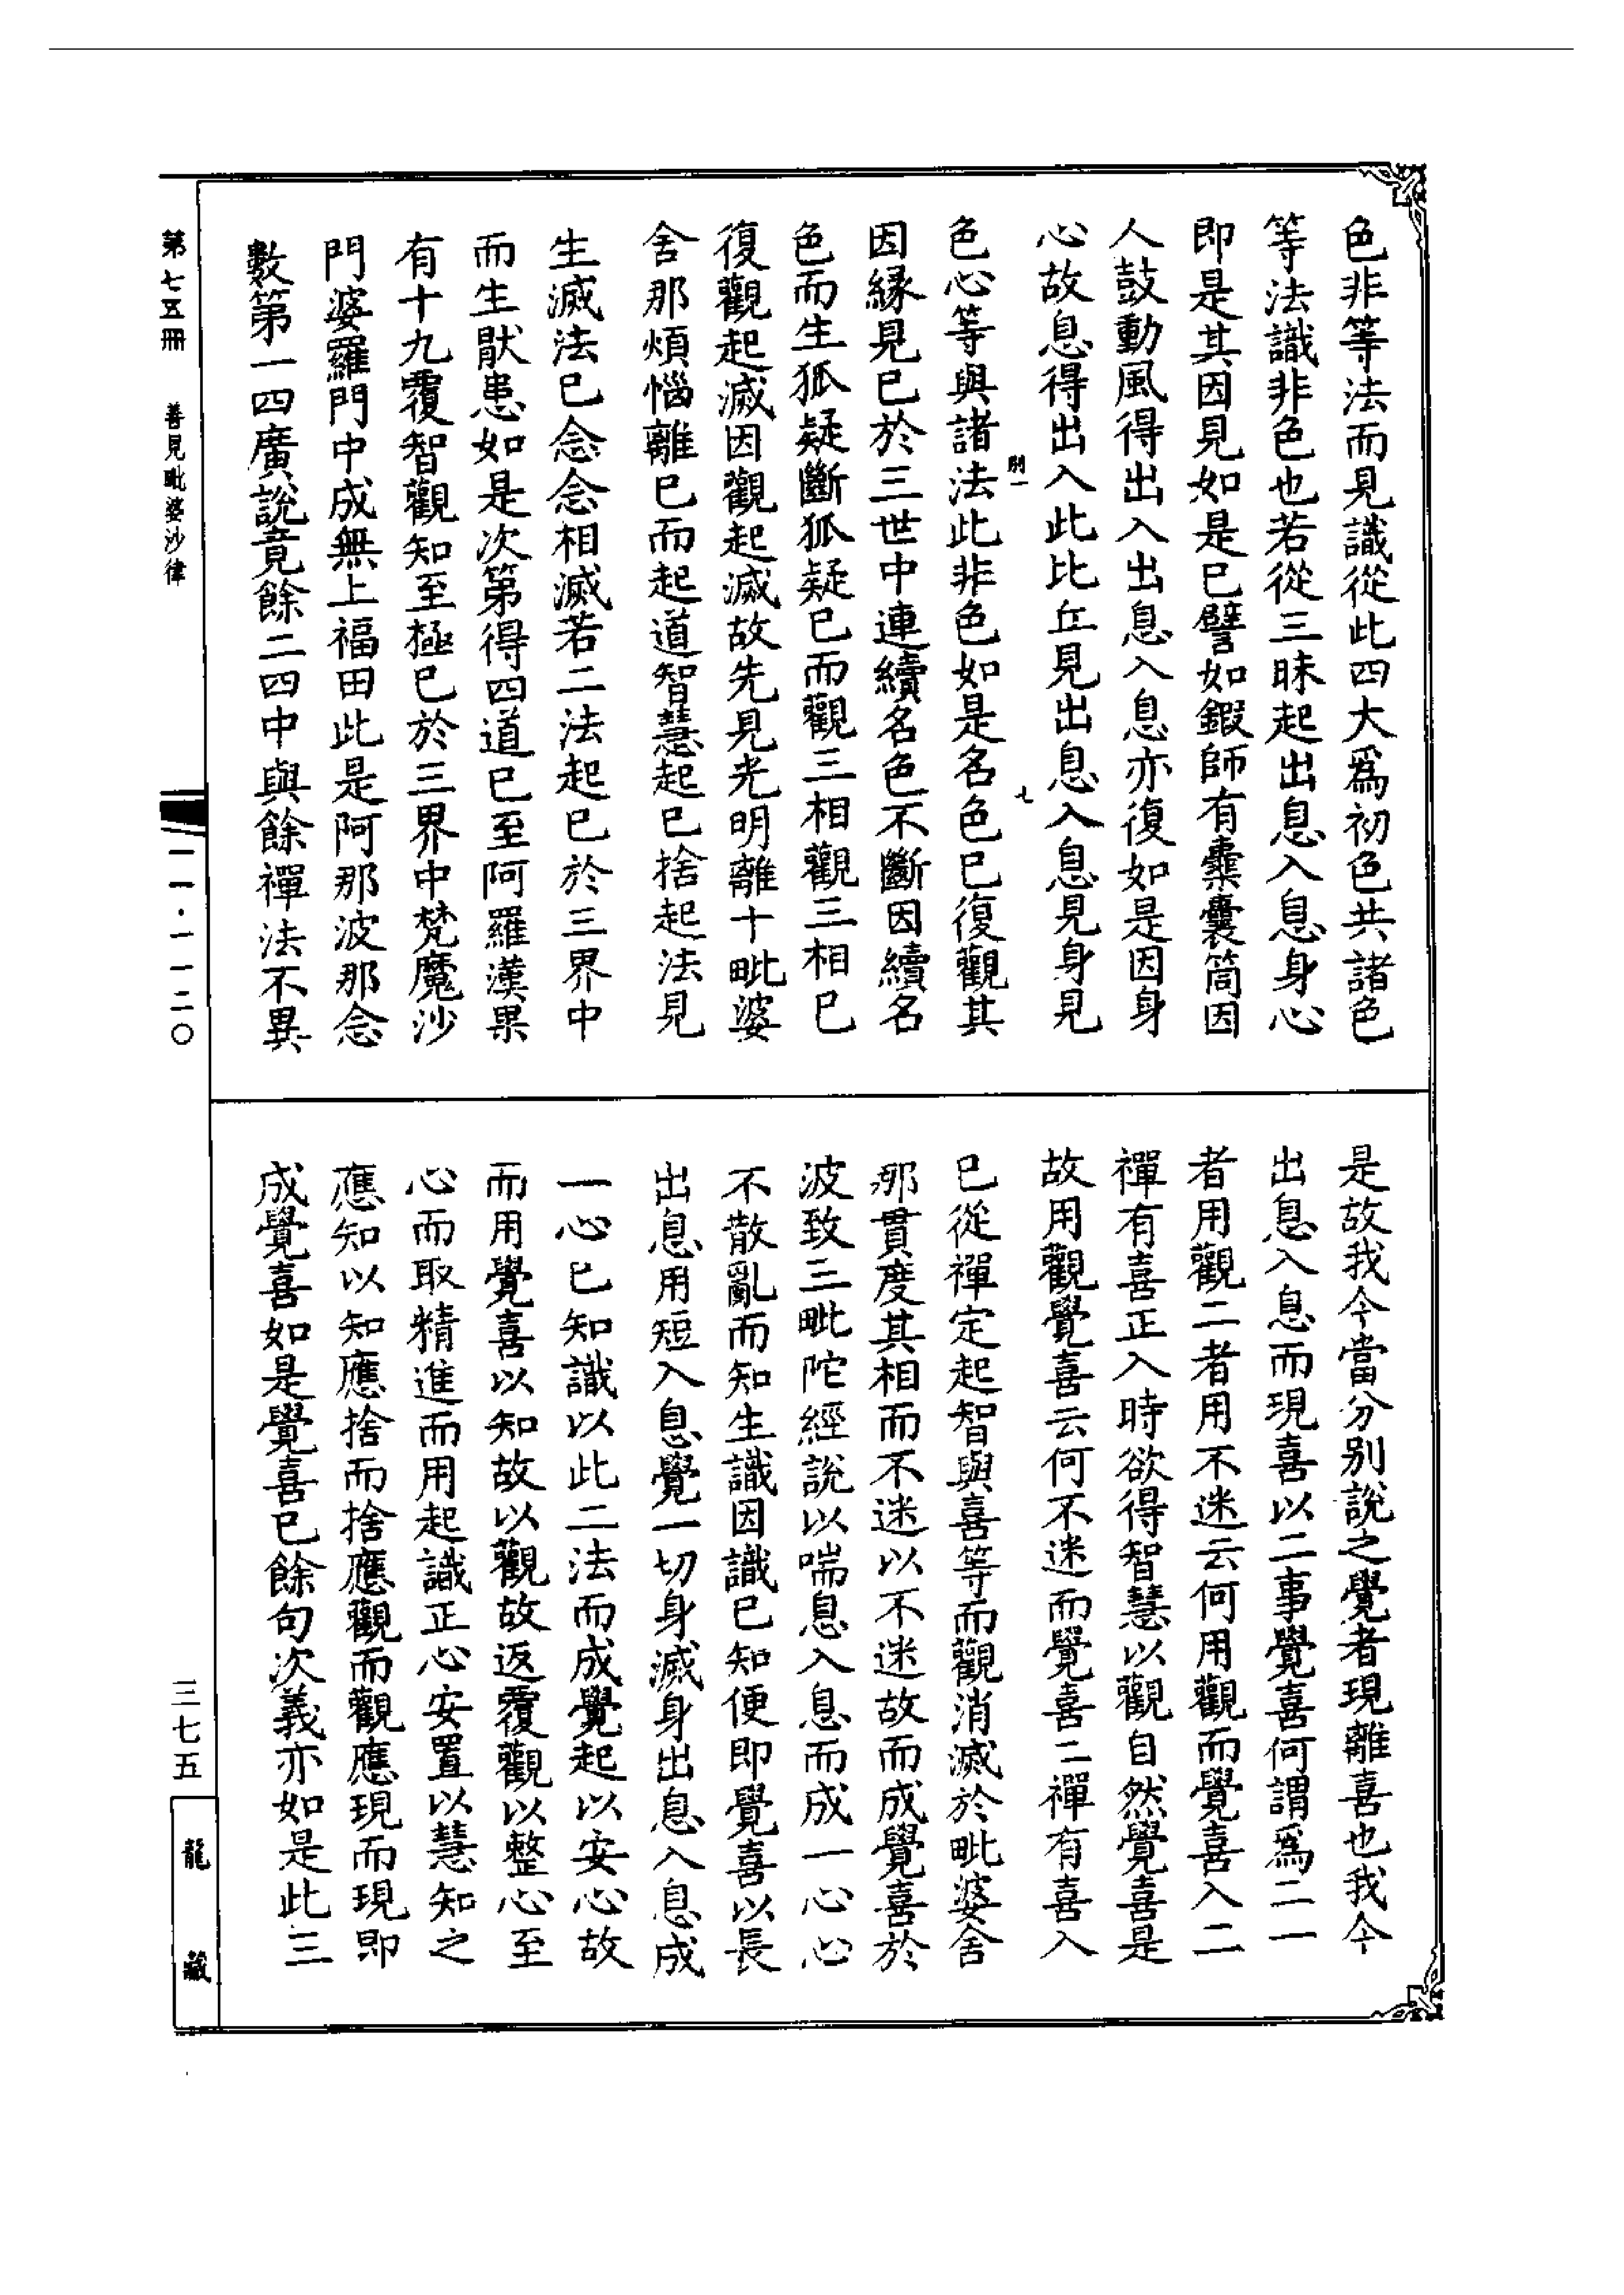 色非等法而見識從此四大爲初色共諸色
等法識非色也若從三昧起出息入息身心
即是其因見如是已譬如鍜師有橐囊筒因
人鼓動風得出入出息入息亦復如是因身
心故息得出入此比丘見出息入息見身見
色心等與諸法此非色如是名色已復觀其
因縁見已於三世中連續名色不斷因續名
色而生狐疑斷狐疑已而觀三相觀三相已
復觀起滅因觀起滅故先見光明離十毗婆
舍那煩惱離已而起道智慧起已捨起法見
生滅法已念念相滅若二法起已於三界中
而生猒患如是次第得四道已至阿羅漢果
有十九覆智觀知至極已於三界中梵魔沙
門婆羅門中成無上福田此是阿那波那念
數第一四廣說竟餘二四中與餘禪法不異
是故我今當分别說之覺者現離喜也我今
出息入息而現喜以二事覺喜何謂爲二一
者用觀二者用不迷云何用觀而覺喜入二
禪有喜正入時欲得智慧以觀自然覺喜是
故用觀覺喜云何不迷而覺喜二禪有喜入
已從禪定起智與喜等而觀消滅於毗婆舍
那貫度其相而不迷以不迷故而成覺喜於
波致三毗陀經說以喘息入息而成一心心
不散亂而知生識因識已知便即覺喜以長
出息用短入息覺一切身滅身出息入息成
一心已知識以此二法而成覺起以安心故
而用覺喜以知故以觀故返覆觀以整心至
心而取精進而用起識正心安置以慧知之
應知以知應捨而捨應觀而觀應現而現即
成覺喜如是覺喜已餘句次義亦如是此三
第七五冊　善見毗婆沙律
一一·一一二〇
三七五
龍藏